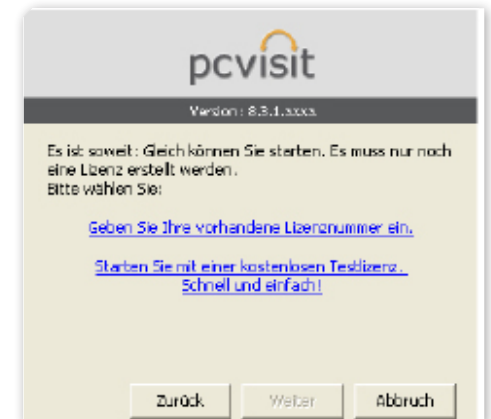 pcvisit
Version: 8.3.1.xxxx
Es ist soweit: Gleich können Sie starten. Es muss nur noch
eine Lizenz erstellt werden.
Bitte wählen Sie:
Geben Sie Ihre vorhandene Lizenznummer ein.
Starten Sie mit einer kostenlosen Testlizenz.
Schnell und einfach!
Zurück Weiter Abbruch